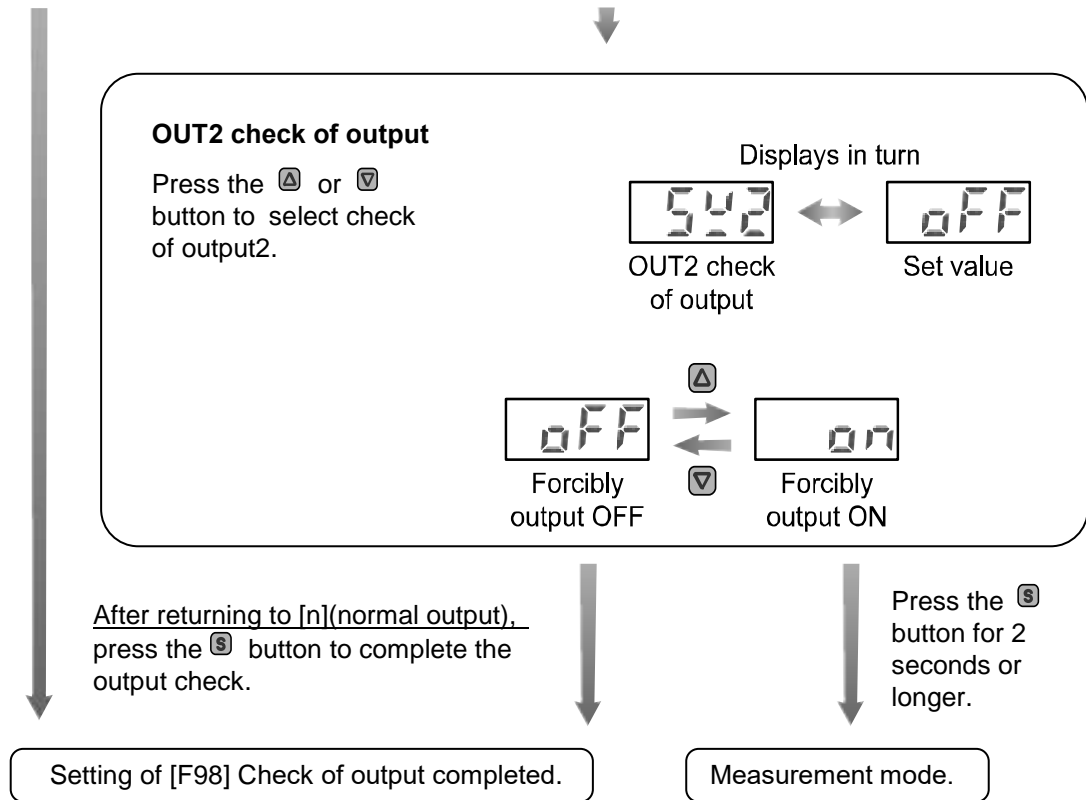 OUT2 check of output
Press the △ or ▽
button to select check
of output2.
Displays in turn
Sw2
oFF
OUT2 check
of output
Set value
△
oFF
on
▽
Forcibly
output OFF
Forcibly
output ON
After returning to [n](normal output),
press the S button to complete the
output check.
Press the S
button for 2
seconds or
longer.
Setting of [F98] Check of output completed.
Measurement mode.